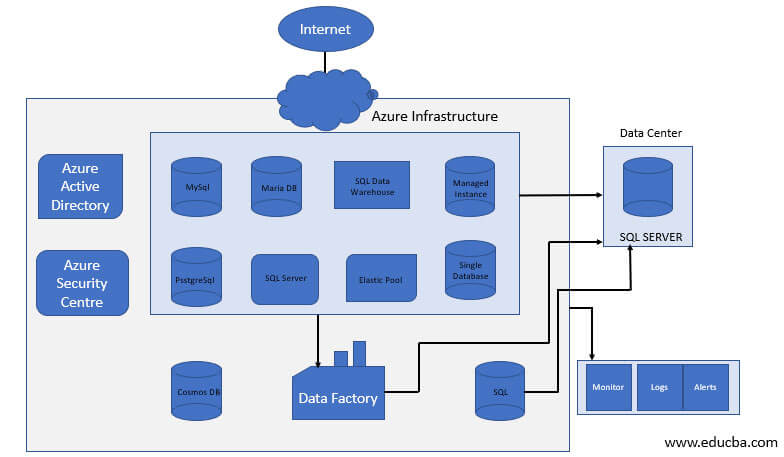 Internet
Azure Infrastructure
Data Center
Azure
Active
Directory
MySql
Maria DB
SQL Data
Warehouse
Managed
Instance
SQL SERVER
Azure
Security
Centre
PsstgreSql
SQL Server
Elastic Pool
Single
Database
Cosmos DB
Data Factory
SQL
Monitor
Logs
Alerts
www.educba.com